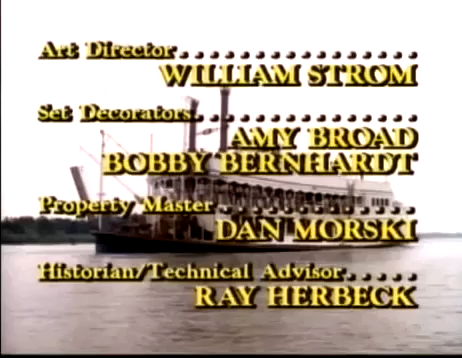 Art Director................
WILLIAM STROM
Set Decorators..............
AMY BROAD
BOBBY BERNHARDT
Property Master.............
DAN MORSKI
Historian/Technical Advisor.....
RAY HERBECK